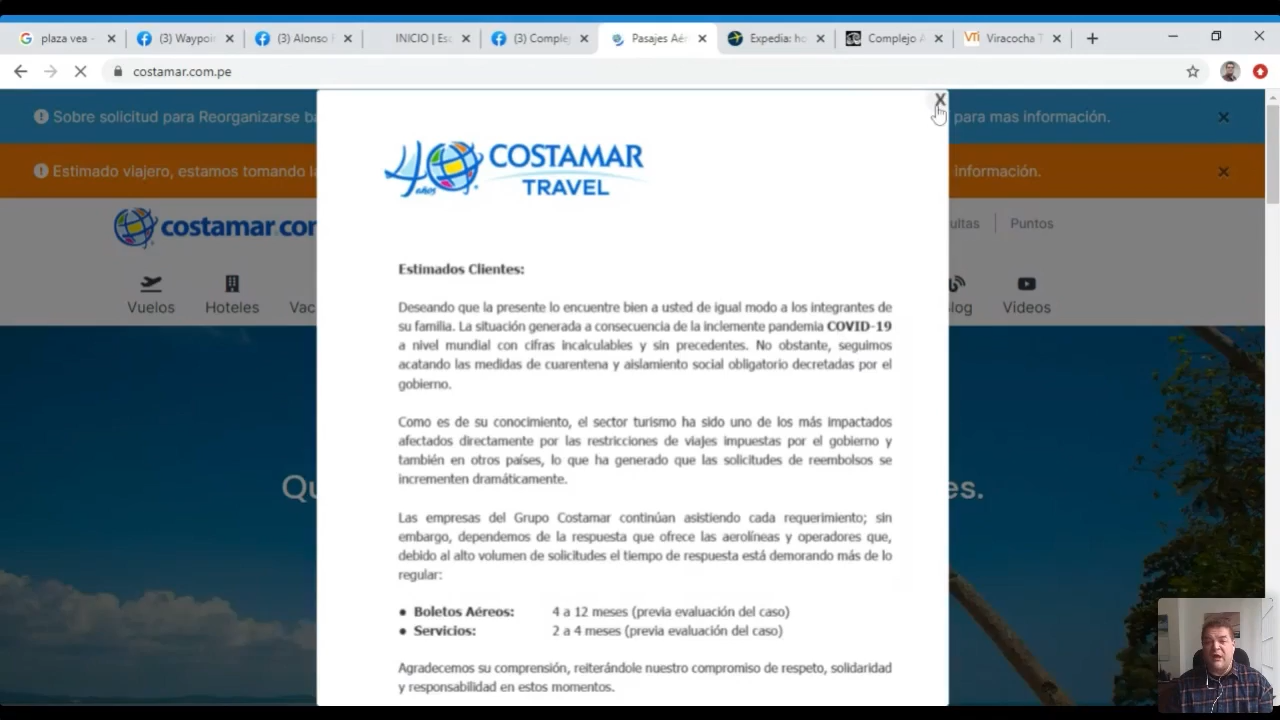 plaza vea
(3) Waypoi
(3) Alonso
INICIO | Esc
(3) Comple
Pasajes Aér
Expedia: ho
Complejo A
Viracocha T
costamar.com.pe
Sobre solicitud para Reorganizarse ba
para mas información.
Estimado viajero, estamos tomando la
Información.
X
40 años COSTAMAR
TRAVEL
costamar.cor
ultas | Puntos
Vuelos Hoteles Vac
log Videos
Estimados Clientes:
Deseando que la presente lo encuentre bien a usted de igual modo a los integrantes de
su familia. La situación generada a consecuencia de la inclemente pandemia COVID-19
a nivel mundial con cifras incalculables y sin precedentes. No obstante, seguimos
acatando las medidas de cuarentena y aislamiento social obligatorio decretadas por el
gobierno.
Como es de su conocimiento, el sector turismo ha sido uno de los más impactados
afectados directamente por las restricciones de viajes impuestas por el gobierno y
también en otros países, lo que ha generado que las solicitudes de reembolsos se
incrementen dramáticamente.
Qu
es.
Las empresas del Grupo Costamar continúan asistiendo cada requerimiento; sin
embargo, dependemos de la respuesta que ofrece las aerolíneas y operadores que,
debido al alto volumen de solicitudes el tiempo de respuesta está demorando más de lo
regular:
● Boletos Aéreos: 4 a 12 meses (previa evaluación del caso)
● Servicios: 2 a 4 meses (previa evaluación del caso)
Agradecemos su comprensión, reiterándole nuestro compromiso de respeto, solidaridad
y responsabilidad en estos momentos.